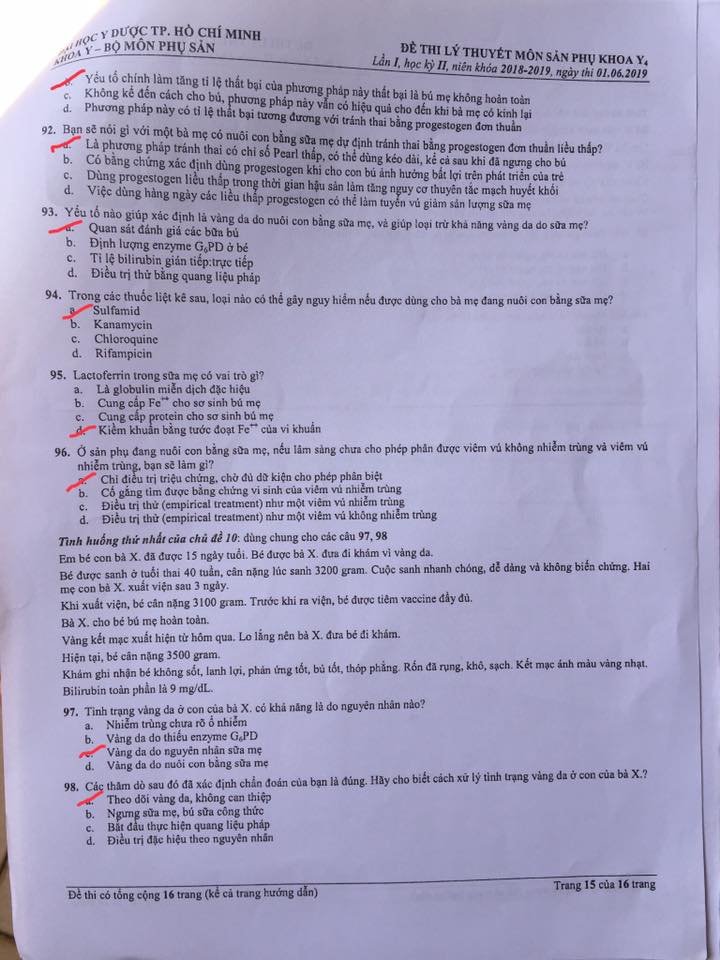 ĐẠI HỌC Y DƯỢC TP. HỒ CHÍ MINH
KHOA Y – BỘ MÔN PHỤ SẢN
ĐỀ THI LÝ THUYẾT MÔN SẢN PHỤ KHOA Y4
Lần I, học kỳ II, niên khóa 2018-2019, ngày thi 01.06.2019
b. Yếu tố chính làm tăng tỉ lệ thất bại của phương pháp này thất bại là bú mẹ không hoàn toàn
c. Không kể đến cách cho bú, phương pháp này vẫn có hiệu quả cho đến khi bà mẹ có kinh lại
d. Phương pháp này có tỉ lệ thất bại tương đương với tránh thai bằng progestogen đơn thuần
92. Bạn sẽ nói gì với một bà mẹ có nuôi con bằng sữa mẹ dự định tránh thai bằng progestogen đơn thuần liều thấp?
a. Là phương pháp tránh thai có chỉ số Pearl thấp, có thể dùng kéo dài, kể cả sau khi đã ngưng cho bú
b. Có bằng chứng xác định dùng progestogen khi cho con bú ảnh hưởng bất lợi trên phát triển của trẻ
c. Dùng progestogen liều thấp trong thời gian hậu sản làm tăng nguy cơ thuyên tắc mạch huyết khối
d. Việc dùng hàng ngày các liều thấp progestogen có thể làm tuyến vú giảm sản lượng sữa mẹ
93. Yếu tố nào giúp xác định là vàng da do nuôi con bằng sữa mẹ, và giúp loại trừ khả năng vàng da do sữa mẹ?
a. Quan sát đánh giá các bữa bú
b. Định lượng enzyme G6PD ở bé
c. Tỉ lệ bilirubin gián tiếp:trực tiếp
d. Điều trị thử bằng quang liệu pháp
94. Trong các thuốc liệt kê sau, loại nào có thể gây nguy hiểm nếu được dùng cho bà mẹ đang nuôi con bằng sữa mẹ?
a. Sulfamid
b. Kanamycin
c. Chloroquine
d. Rifampicin
95. Lactoferrin trong sữa mẹ có vai trò gì?
a. Là globulin miễn dịch đặc hiệu
b. Cung cấp Fe++ cho sơ sinh bú mẹ
c. Cung cấp protein cho sơ sinh bú mẹ
d. Kiềm khuẩn bằng tước đoạt Fe++ của vi khuẩn
96. Ở sản phụ đang nuôi con bằng sữa mẹ, nếu lâm sàng chưa cho phép phân được viêm vú không nhiễm trùng và viêm vú
nhiễm trùng, bạn sẽ làm gì?
a. Chỉ điều trị triệu chứng, chờ đủ dữ kiện cho phép phân biệt
b. Cố gắng tìm được bằng chứng vi sinh của viêm vú nhiễm trùng
c. Điều trị thử (empirical treatment) như một viêm vú nhiễm trùng
d. Điều trị thử (empirical treatment) như một viêm vú không nhiễm trùng
Tình huống thứ nhất của chủ đề 10: dùng chung cho các câu 97, 98
Em bé con bà X. đã được 15 ngày tuổi. Bé được bà X. đưa đi khám vì vàng da.
Bé được sanh ở tuổi thai 40 tuần, cân nặng lúc sanh 3200 gram. Cuộc sanh nhanh chóng, dễ dàng và không biến chứng. Hai
mẹ con bà X. xuất viện sau 3 ngày.
Khi xuất viện, bé cân nặng 3100 gram. Trước khi ra viện, bé được tiêm vaccine đầy đủ.
Bà X. cho bé bú mẹ hoàn toàn.
Vàng kết mạc xuất hiện từ hôm qua. Lo lắng nên bà X. đưa bé đi khám.
Hiện tại, bé cân nặng 3500 gram.
Khám ghi nhận bé không sốt, lanh lợi, phản ứng tốt, bú tốt, thóp phẳng. Rốn đã rụng, khô, sạch. Kết mạc ánh màu vàng nhạt.
Bilirubin toàn phần là 9 mg/dL.
97. Tình trạng vàng da ở con của bà X. có khả năng là do nguyên nhân nào?
a. Nhiễm trùng chưa rõ ổ nhiễm
b. Vàng da do thiếu enzyme G6PD
c. Vàng da do nguyên nhân sữa mẹ
d. Vàng da do nuôi con bằng sữa mẹ
98. Các thăm dò sau đó đã xác định chẩn đoán của bạn là đúng. Hãy cho biết cách xử lý tình trạng vàng da ở con của bà X.?
a. Theo dõi vàng da, không can thiệp
b. Ngưng sữa mẹ, bú sữa công thức
c. Bắt đầu thực hiện quang liệu pháp
d. Điều trị đặc hiệu theo nguyên nhân
Đề thi có tổng cộng 16 trang (kể cả trang hướng dẫn)
Trang 15 của 16 trang